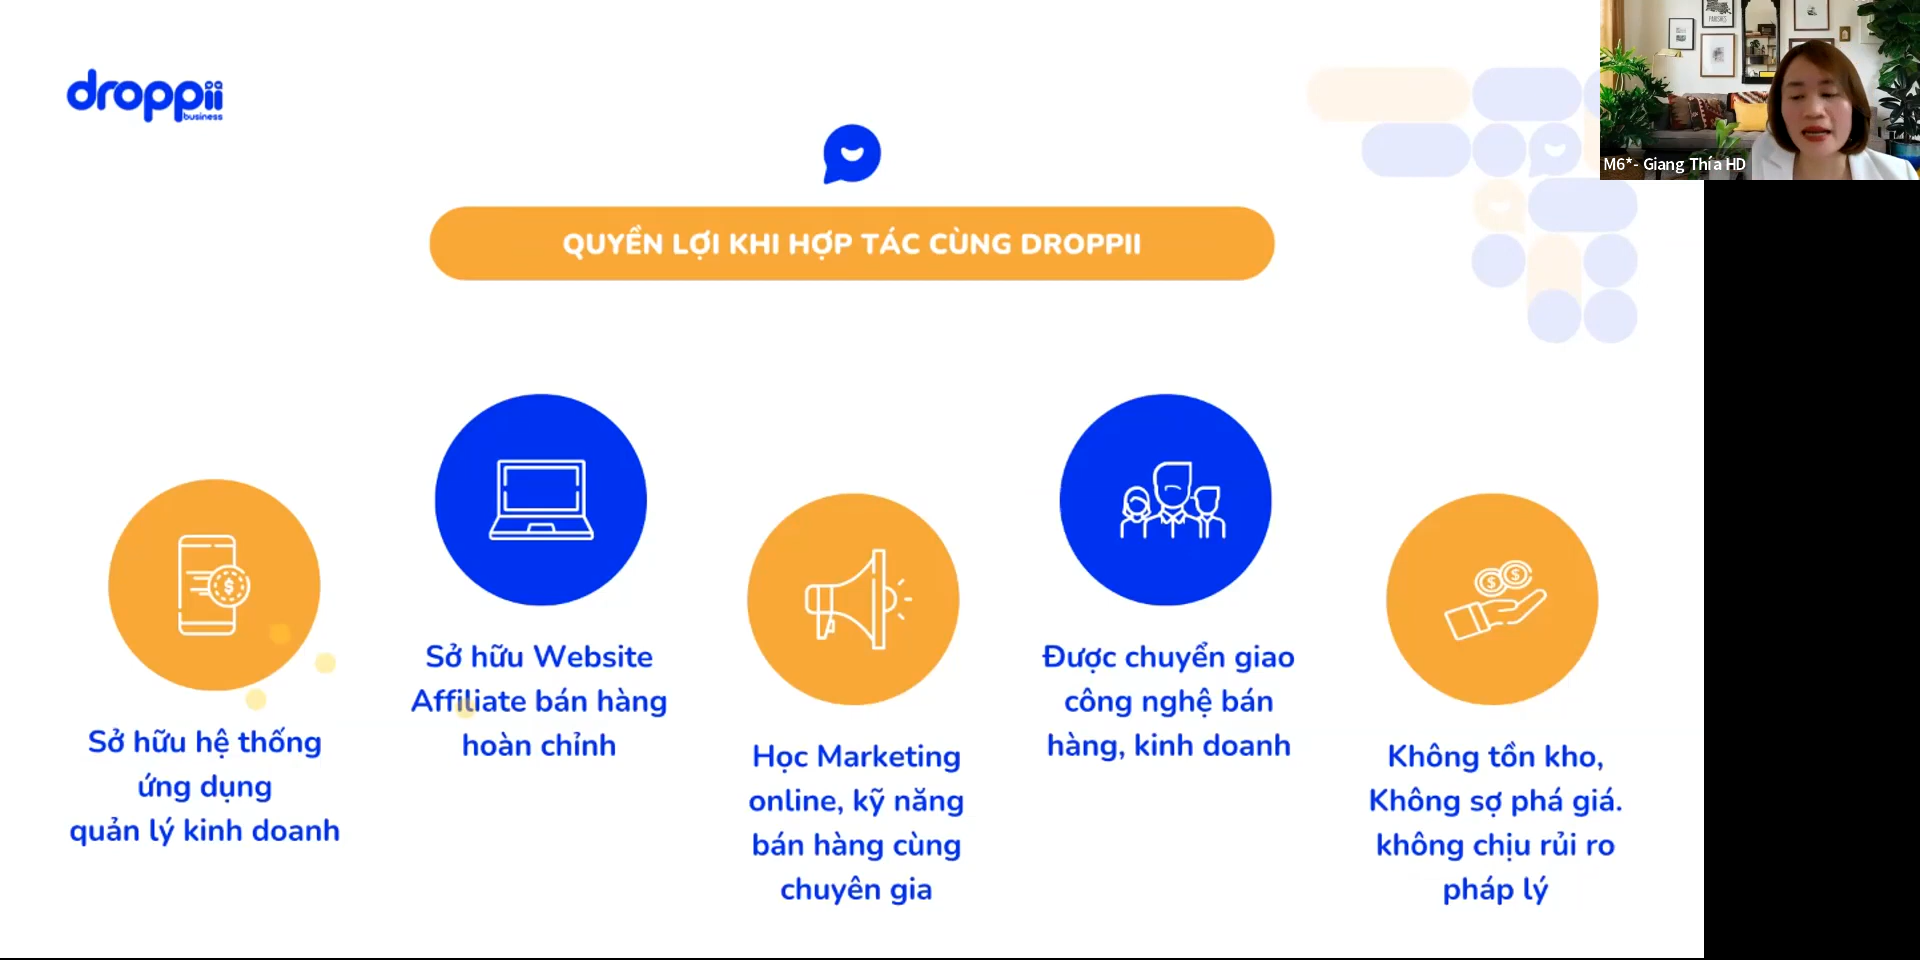 droppii
business
M6*- Giang Thía HD
QUYỀN LỢI KHI HỢP TÁC CÙNG DROPPII
Sở hữu hệ thống
ứng dụng
quản lý kinh doanh
Sở hữu Website
Affiliate bán hàng
hoàn chỉnh
Học Marketing
online, kỹ năng
bán hàng cùng
chuyên gia
Được chuyển giao
công nghệ bán
hàng, kinh doanh
Không tồn kho,
Không sợ phá giá.
không chịu rủi ro
pháp lý